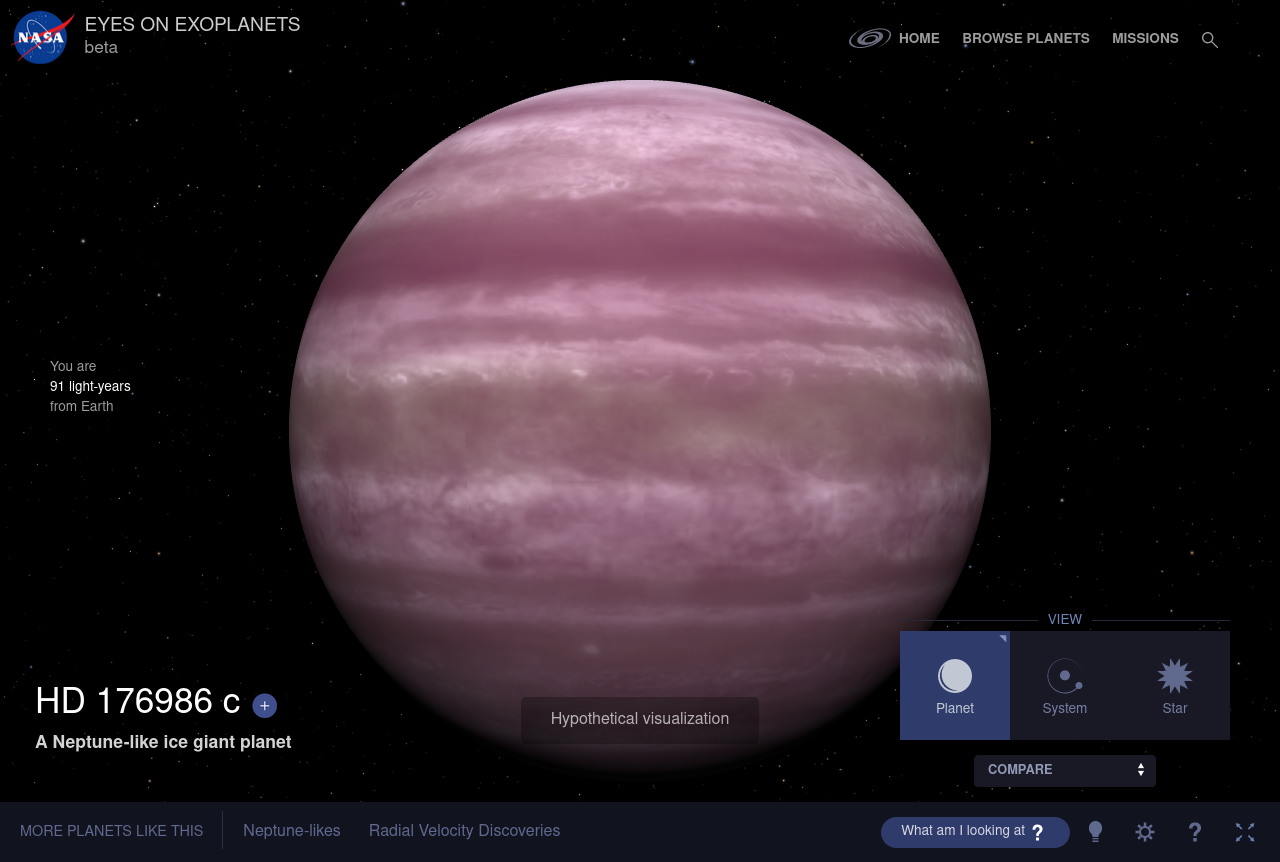 NASA
EYES ON EXOPLANETS
beta
HOME
BROWSE PLANETS
MISSIONS
You are
91 light-years
from Earth
HD 176986 c +
A Neptune-like ice giant planet
Hypothetical visualization
VIEW
Planet
System
Star
COMPARE
MORE PLANETS LIKE THIS
Neptune-likes
Radial Velocity Discoveries
What am I looking at ?
?